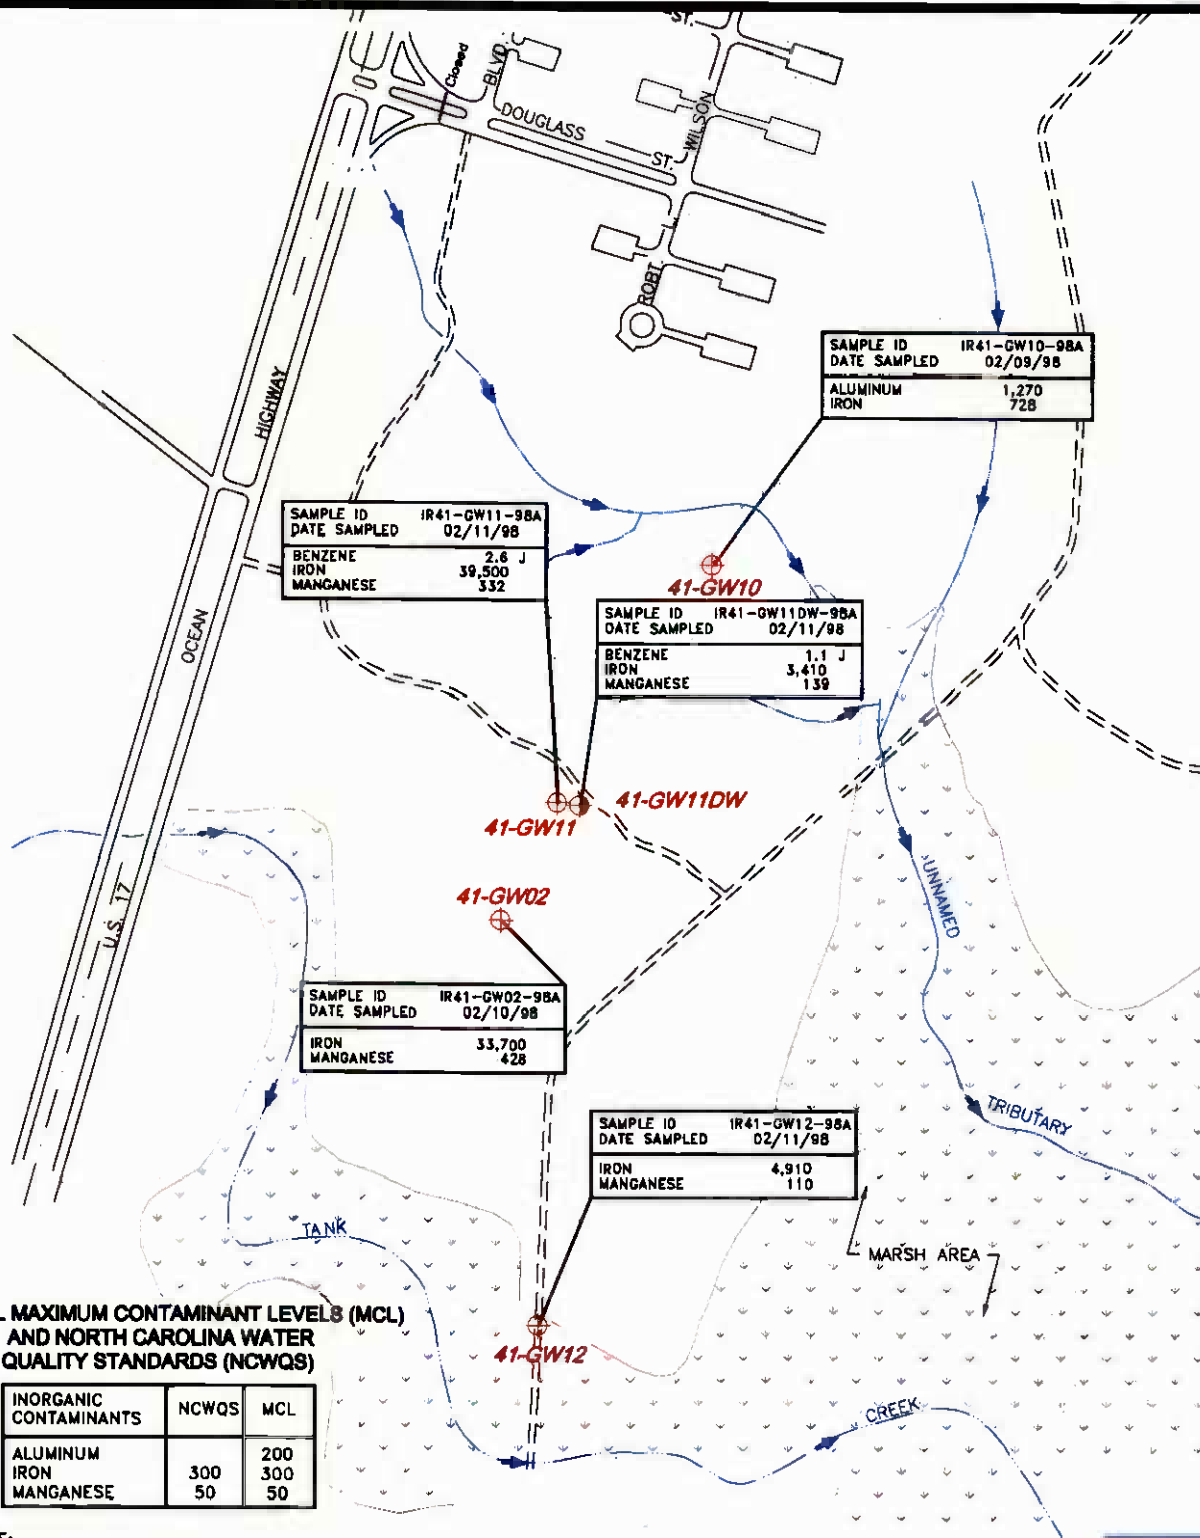 ST.
Closed
BLVD.
DOUGLASS
ST.
WILSON
ROBT.
HIGHWAY
OCEAN
U.S. 17
SAMPLE ID IR41-GW10-98A
DATE SAMPLED 02/09/98
ALUMINUM 1,270
IRON 728
41-GW10
SAMPLE ID IR41-GW11-98A
DATE SAMPLED 02/11/98
BENZENE 2.6 J
IRON 39,500
MANGANESE 332
SAMPLE ID IR41-GW11DW-98A
DATE SAMPLED 02/11/98
BENZENE 1.1 J
IRON 3,410
MANGANESE 139
41-GW11DW
41-GW11
41-GW02
SAMPLE ID IR41-GW02-98A
DATE SAMPLED 02/10/98
IRON 33,700
MANGANESE 428
UNNAMED
TRIBUTARY
SAMPLE ID IR41-GW12-98A
DATE SAMPLED 02/11/98
IRON 4,910
MANGANESE 110
MARSH AREA
TANK
CREEK
41-GW12
MAXIMUM CONTAMINANT LEVELS (MCL)
AND NORTH CAROLINA WATER
QUALITY STANDARDS (NCWQS)
INORGANIC CONTAMINANTS NCWQS MCL
ALUMINUM 200
IRON 300 300
MANGANESE 50 50